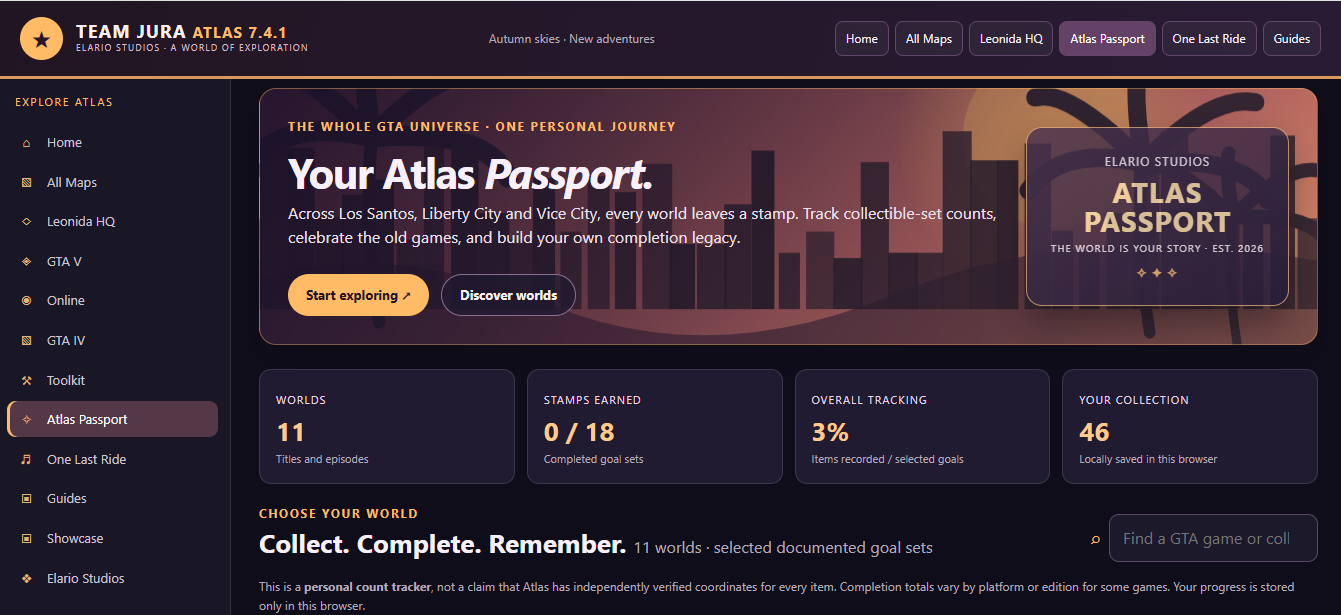 TEAM JURA ATLAS 7.4.1
ELARIO STUDIOS · A WORLD OF EXPLORATION
Autumn skies · New adventures
Home
All Maps
Leonida HQ
Atlas Passport
One Last Ride
Guides
EXPLORE ATLAS
Home
All Maps
Leonida HQ
GTA V
Online
GTA IV
Toolkit
Atlas Passport
One Last Ride
Guides
Showcase
Elario Studios
THE WHOLE GTA UNIVERSE · ONE PERSONAL JOURNEY
Your Atlas Passport.
Across Los Santos, Liberty City and Vice City, every world leaves a stamp. Track collectible-set counts,
celebrate the old games, and build your own completion legacy.
Start exploring ↗
Discover worlds
ELARIO STUDIOS
ATLAS
PASSPORT
THE WORLD IS YOUR STORY · EST. 2026
WORLDS
11
Titles and episodes
STAMPS EARNED
0 / 18
Completed goal sets
OVERALL TRACKING
3%
Items recorded / selected goals
YOUR COLLECTION
46
Locally saved in this browser
CHOOSE YOUR WORLD
Collect. Complete. Remember. 11 worlds · selected documented goal sets
Find a GTA game or coll
This is a personal count tracker, not a claim that Atlas has independently verified coordinates for every item. Completion totals vary by platform or edition for some games. Your progress is stored
only in this browser.